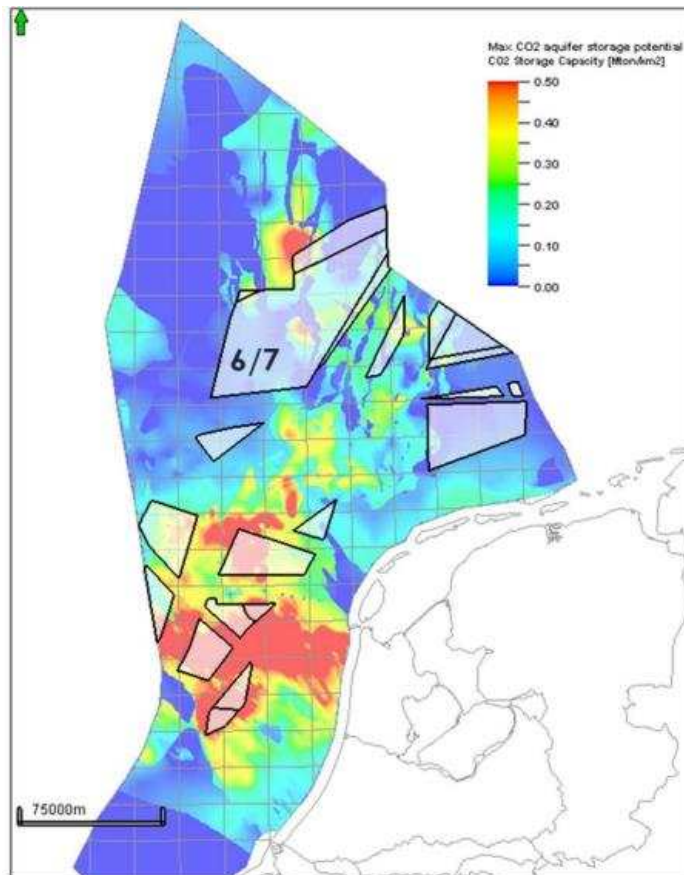 Max CO2 aquifer storage potential
CO2 Storage Capacity [Mton/km2]
0.50
0.40
0.30
0.20
0.10
0.00
6/7
75000m